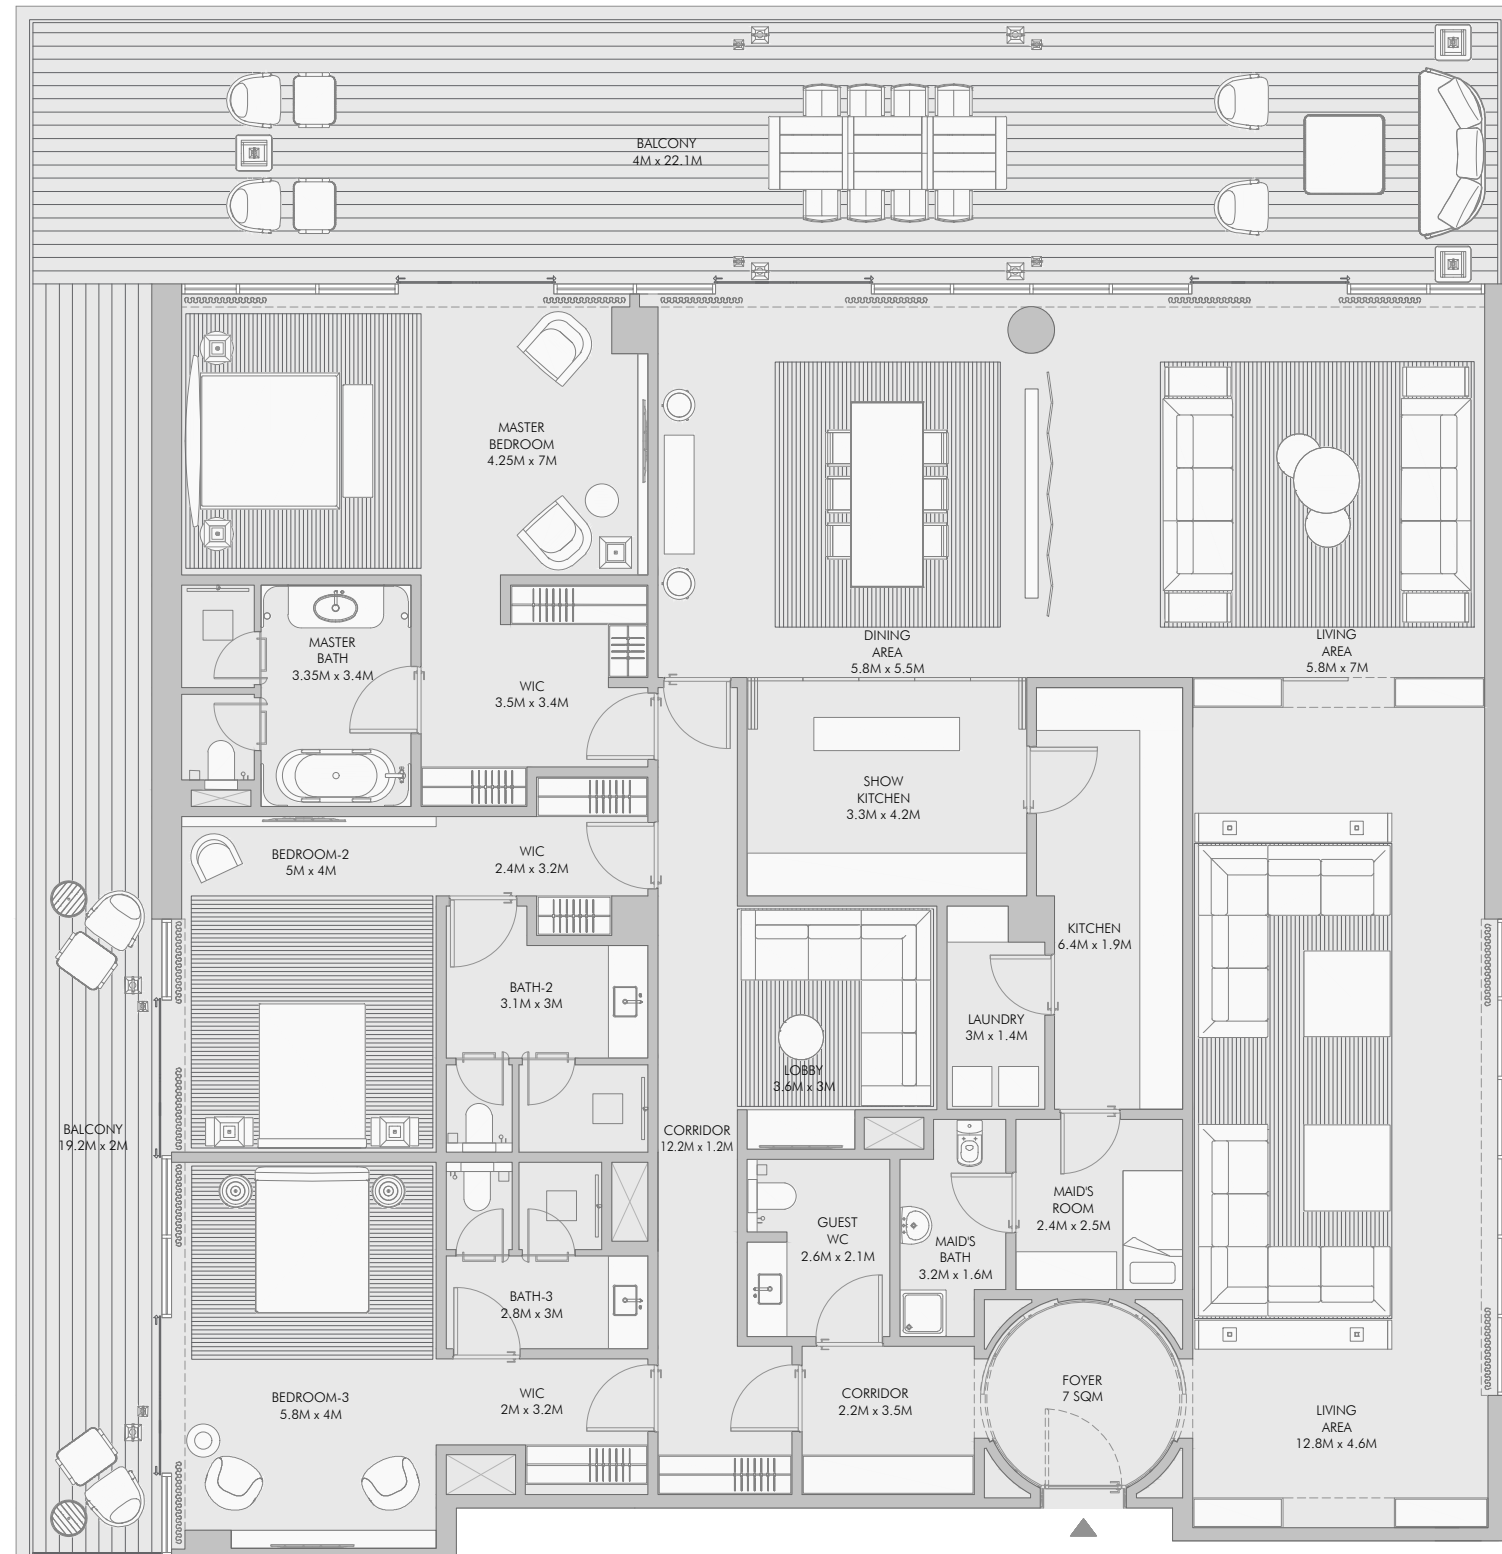 BALCONY
4M x 22.1M
MASTER
BEDROOM
4.25M x 7M
DINING
AREA
5.8M x 5.5M
LIVING
AREA
5.8M x 7M
MASTER
BATH
3.35M x 3.4M
WIC
3.5M x 3.4M
SHOW
KITCHEN
3.3M x 4.2M
BEDROOM-2
5M x 4M
WIC
2.4M x 3.2M
KITCHEN
6.4M x 1.9M
BATH-2
3.1M x 3M
LAUNDRY
3M x 1.4M
LOBBY
3.6M x 3M
BALCONY
19.2M x 2M
CORRIDOR
12.2M x 1.2M
MAID'S
ROOM
2.4M x 2.5M
GUEST
WC
2.6M x 2.1M
MAID'S
BATH
3.2M x 1.6M
BATH-3
2.8M x 3M
BEDROOM-3
5.8M x 4M
WIC
2M x 3.2M
CORRIDOR
2.2M x 3.5M
FOYER
7 SQM
LIVING
AREA
12.8M x 4.6M